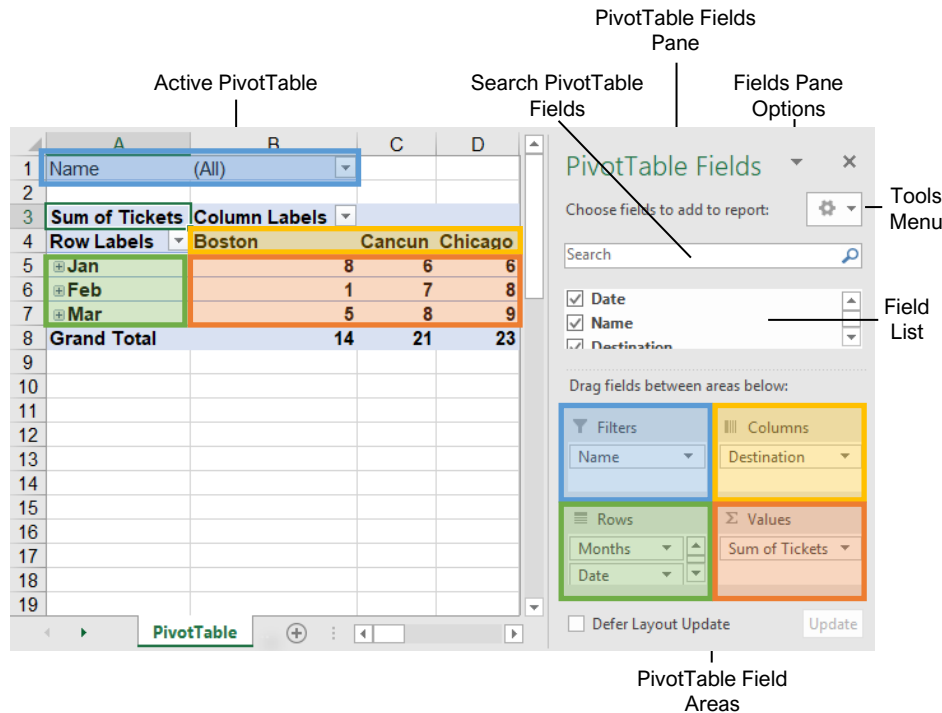 PivotTable Fields
Pane
Active PivotTable
Search PivotTable
Fields
Fields Pane
Options
A B C D
1 Name (All)
2
3 Sum of Tickets Column Labels
4 Row Labels Boston Cancun Chicago
5 Jan 8 6 6
6 Feb 1 7 8
7 Mar 5 8 9
8 Grand Total 14 21 23
9
10
11
12
13
14
15
16
17
18
19
PivotTable
PivotTable Fields
Choose fields to add to report:
Tools
Menu
Search
Date
Name
Destination
Field
List
Drag fields between areas below:
Filters
Name
Columns
Destination
Rows
Months
Date
Σ Values
Sum of Tickets
Defer Layout Update
Update
PivotTable Field
Areas